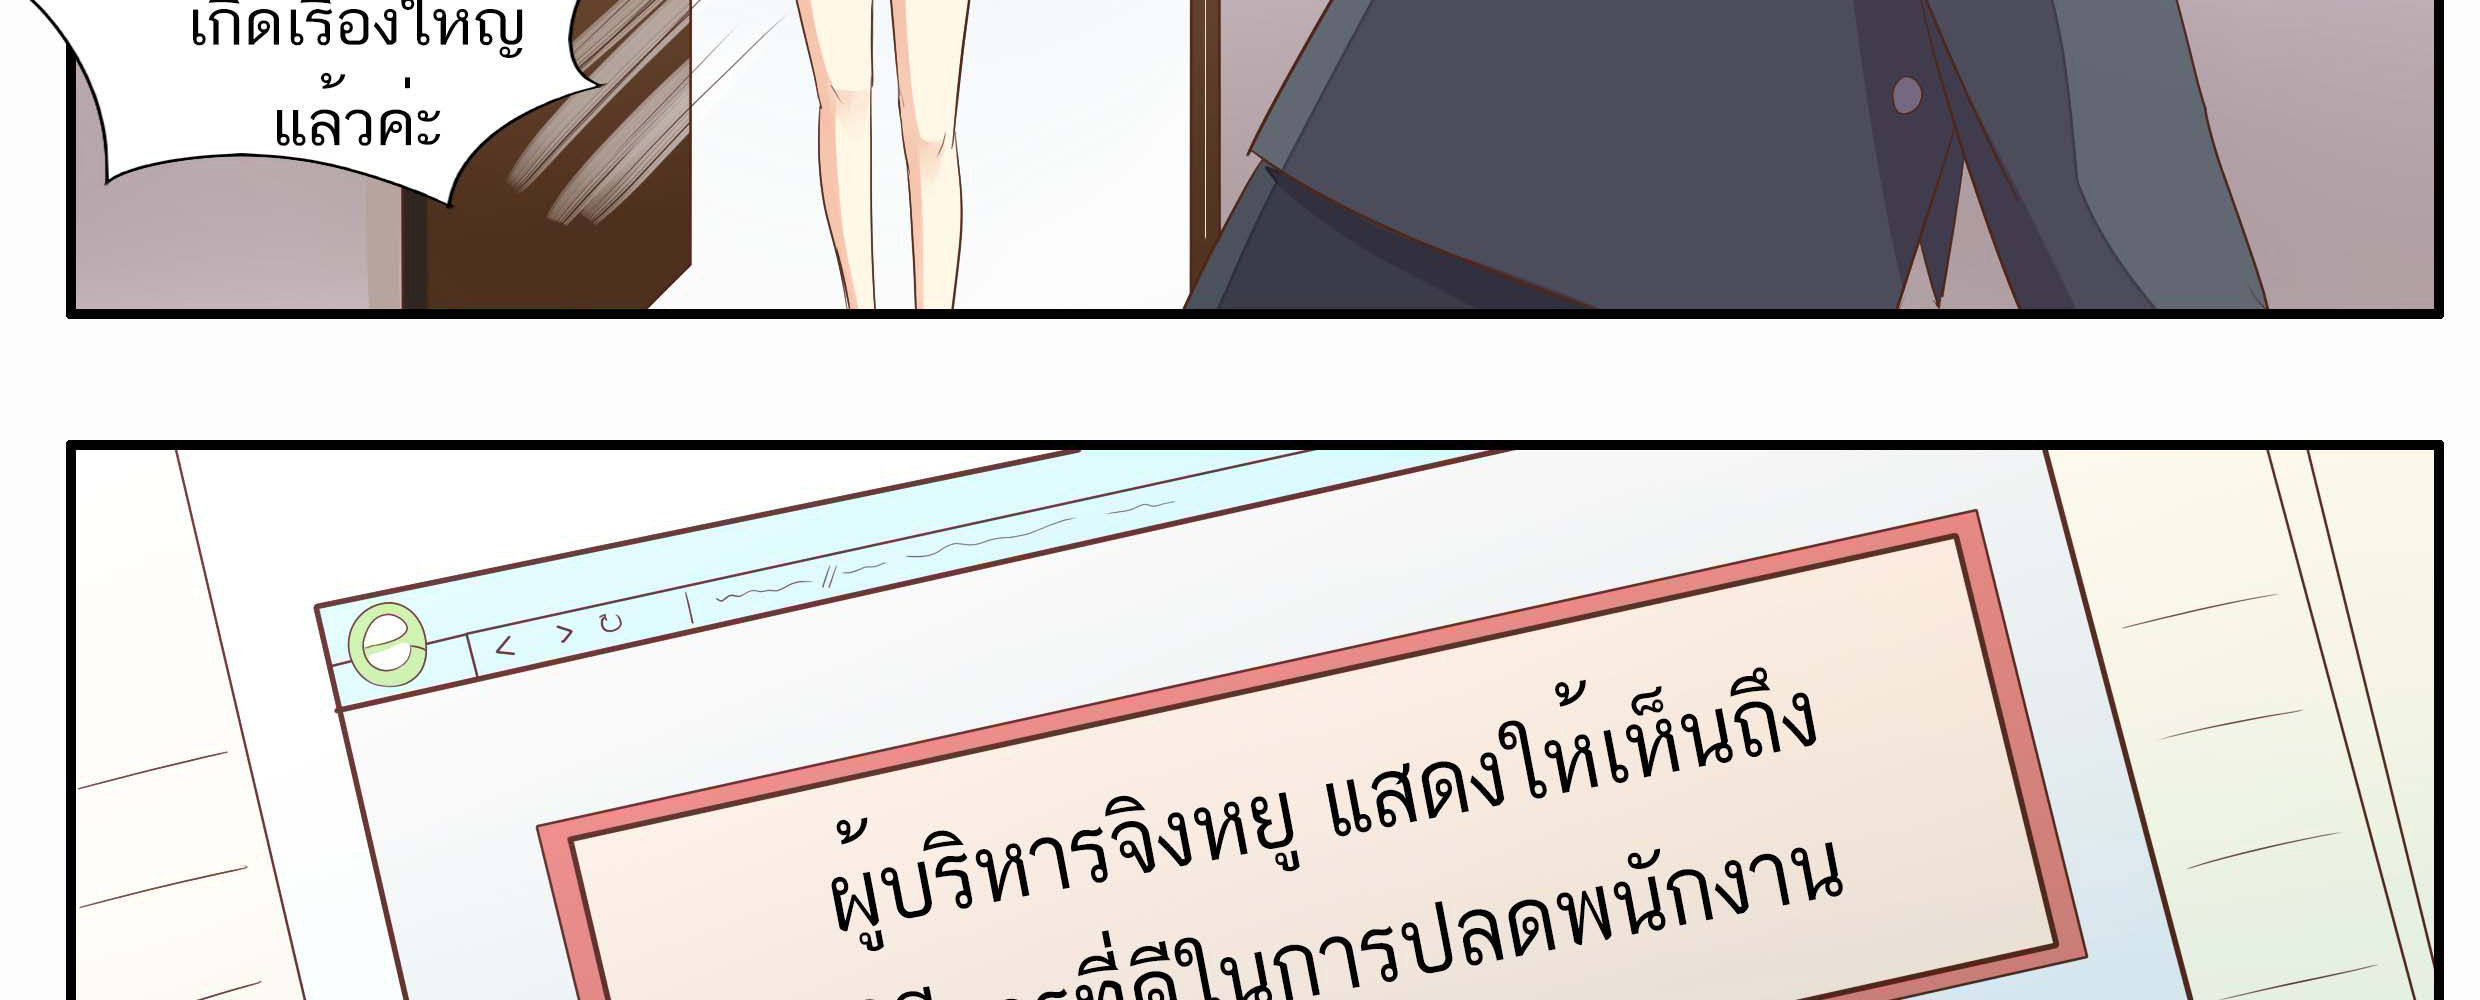 เกิดเรื่องใหญ่
แล้วค่ะ
ผู้บริหารจิงหยู แสดงให้เห็นถึง
ที่ดีในการปลดพนักงาน